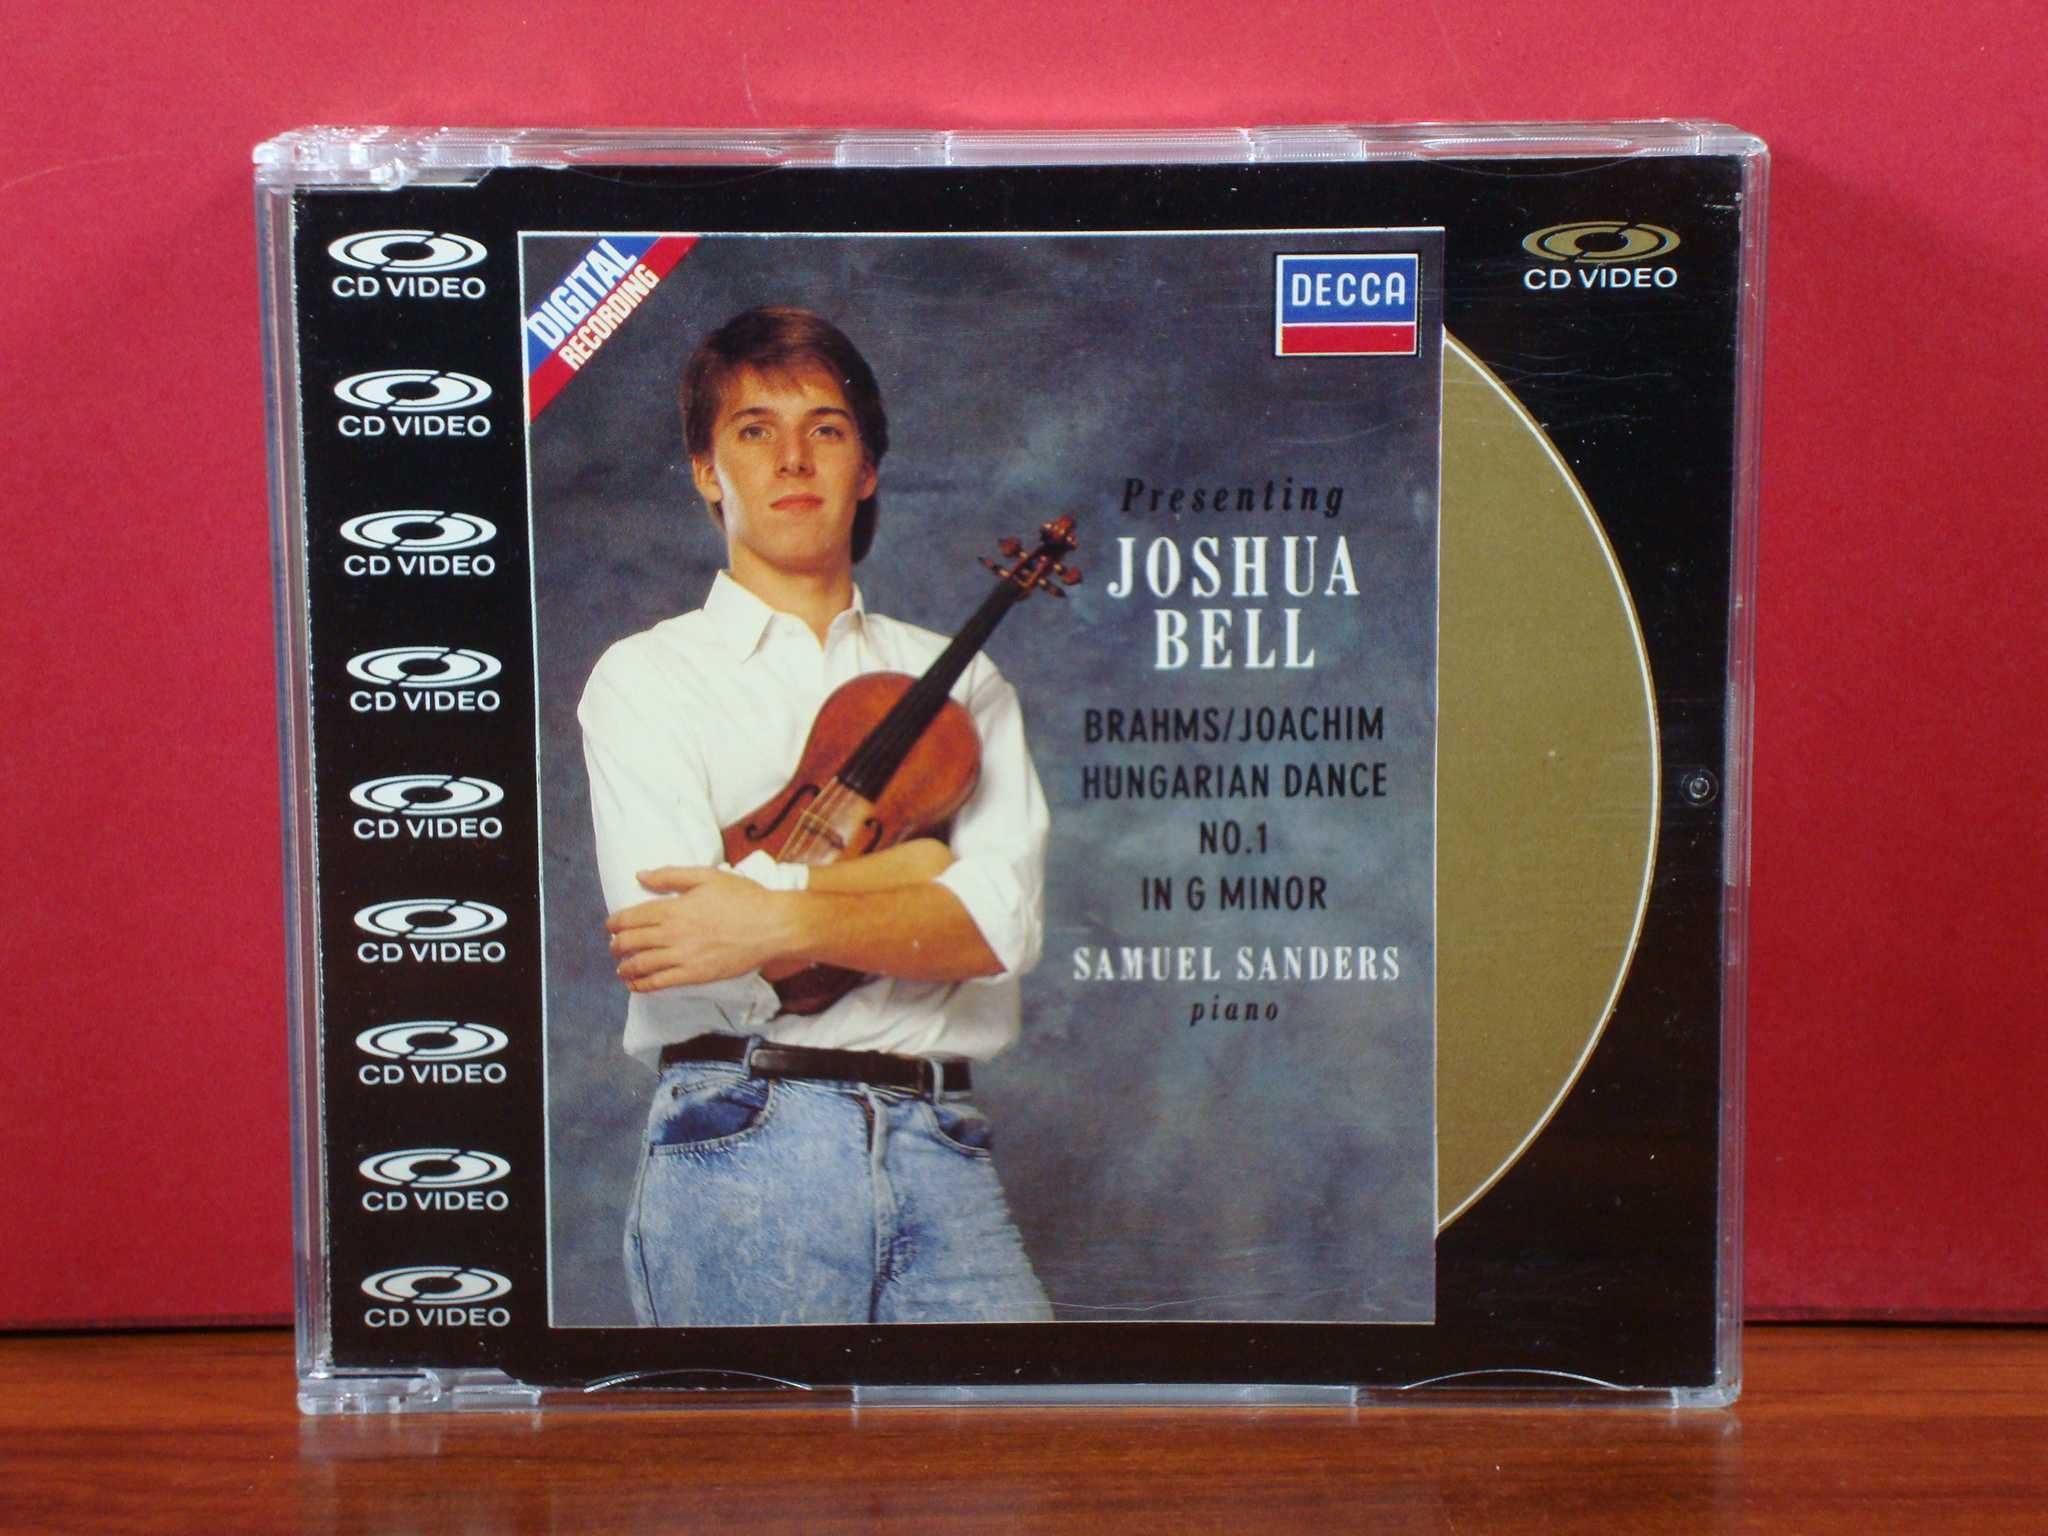 CD VIDEO
CD VIDEO
CD VIDEO
CD VIDEO
CD VIDEO
CD VIDEO
CD VIDEO
CD VIDEO
CD VIDEO
DIGITAL
RECORDING
DECCA
CD VIDEO
Presenting
JOSHUA
BELL
BRAHMS/JOACHIM
HUNGARIAN DANCE
NO.1
IN G MINOR
SAMUEL SANDERS
piano